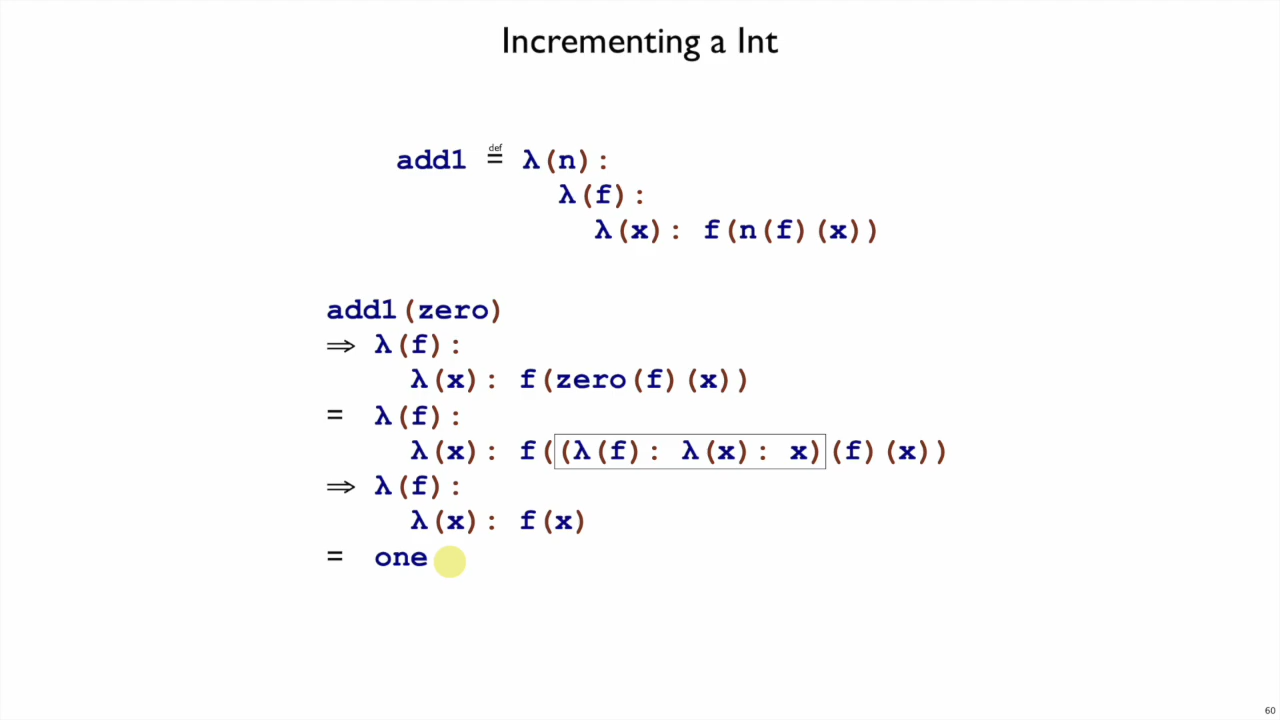 Incrementing a Int
add1 ≝ λ(n):
λ(f):
λ(x): f(n(f)(x))
add1(zero)
⇒ λ(f):
λ(x): f(zero(f)(x))
= λ(f):
λ(x): f((λ(f): λ(x): x)(f)(x))
⇒ λ(f):
λ(x): f(x)
= one
60